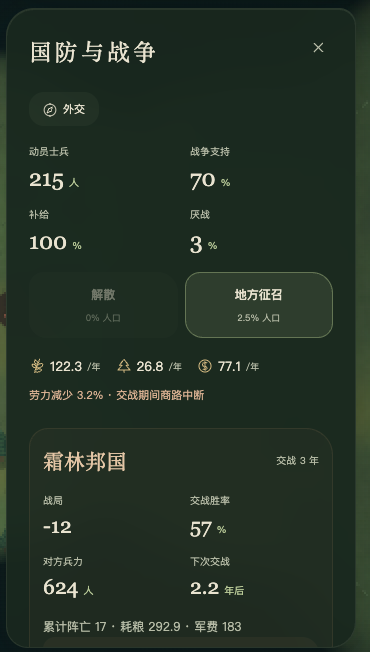 国防与战争
外交
动员士兵 战争支持
215 人 70 %
补给 厌战
100 % 3 %
解散 地方征召
0% 人口 2.5% 人口
122.3 /年 26.8 /年 77.1 /年
劳力减少 3.2% · 交战期间商路中断
霜林邦国 交战 3 年
战局 交战胜率
-12 57 %
对方兵力 下次交战
624 人 2.2 年后
累计阵亡 17 · 耗粮 292.9 · 军费 183